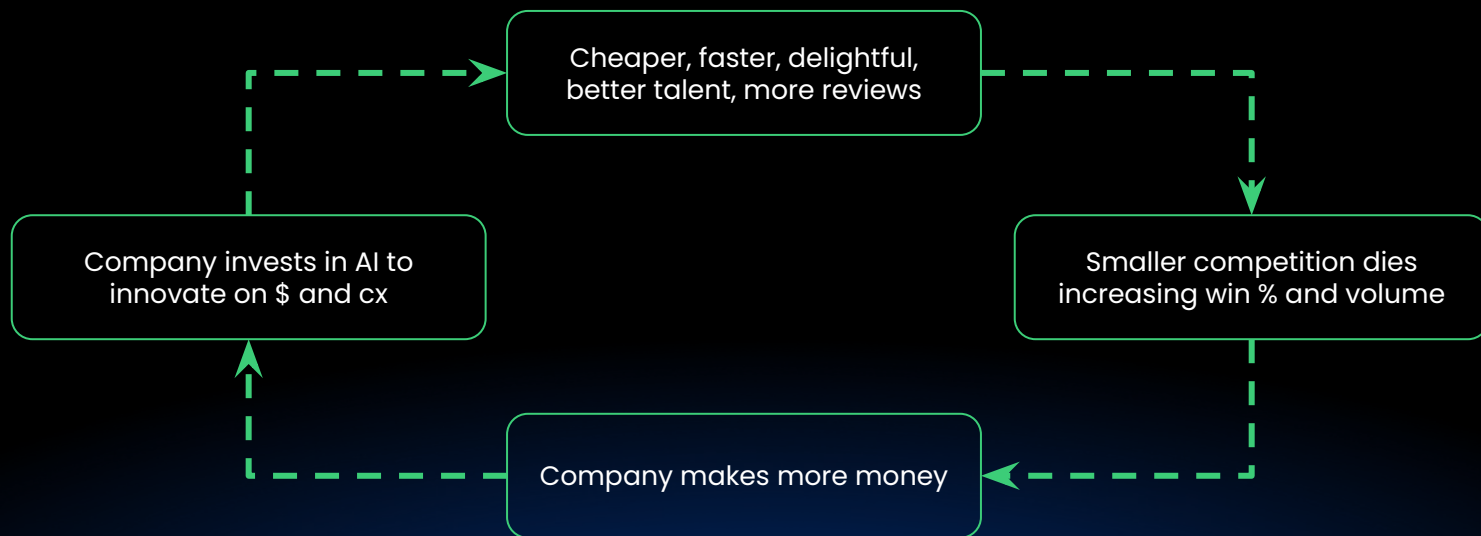 Cheaper, faster, delightful,
better talent, more reviews
Company invests in AI to
innovate on $ and cx
Smaller competition dies
increasing win % and volume
Company makes more money